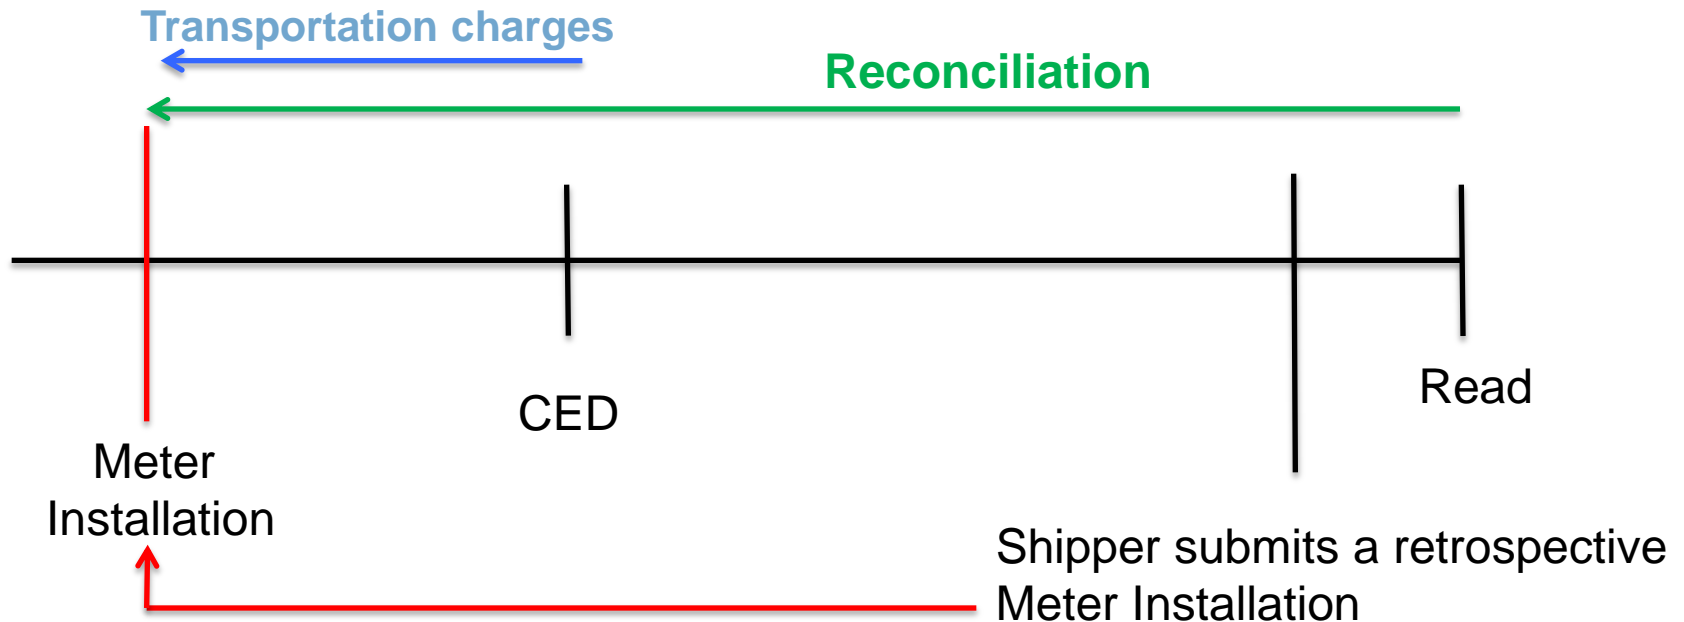 Transportation charges
Reconciliation
Read
CED
Meter
Installation
Shipper submits a retrospective
Meter Installation